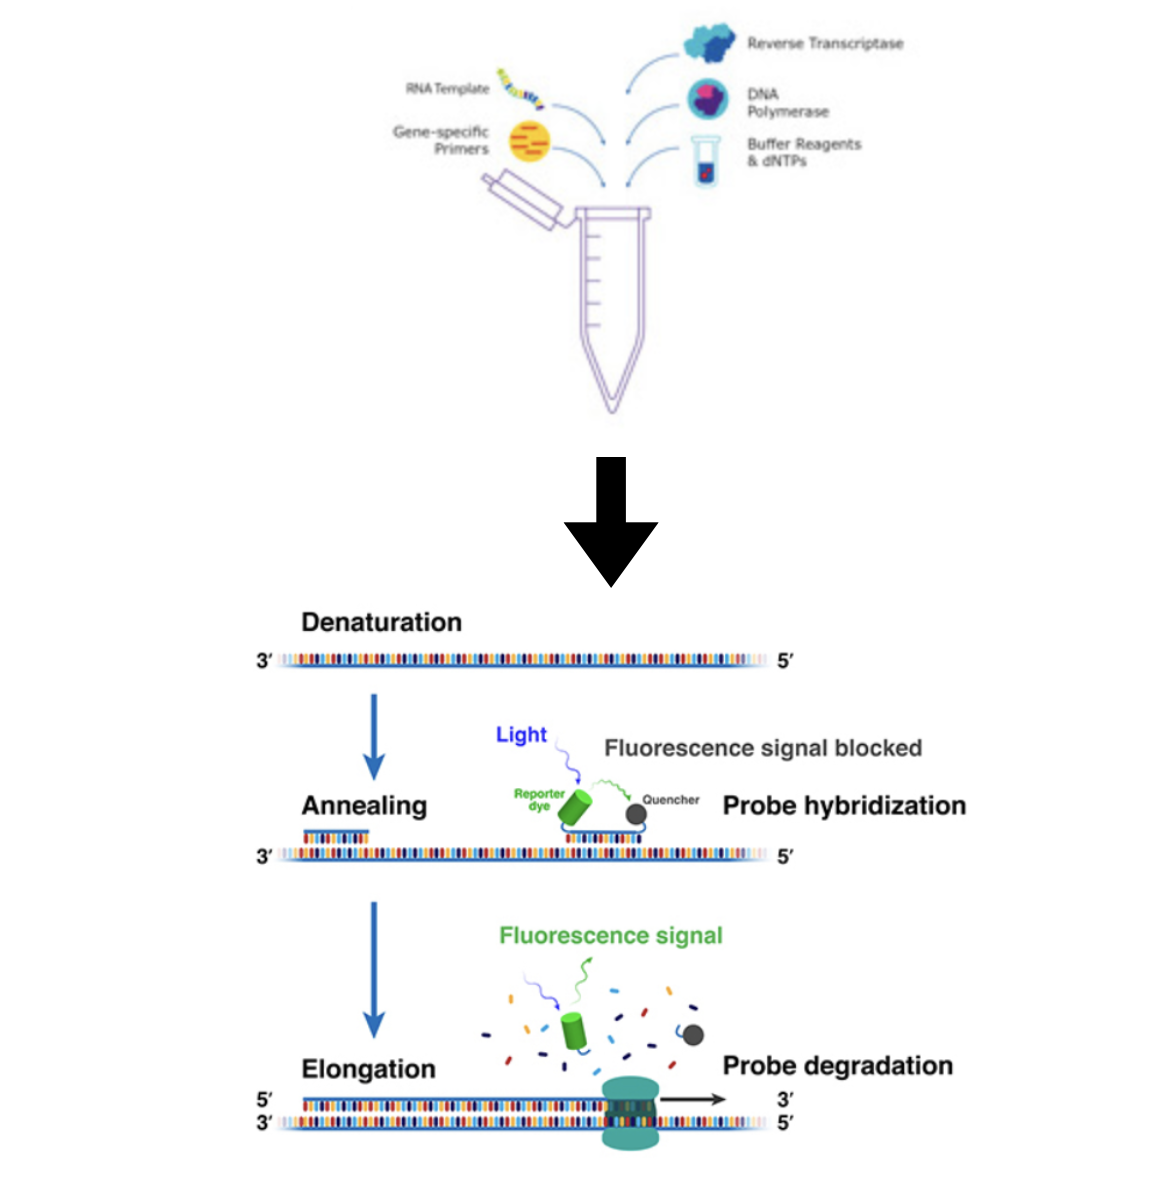 Reverse Transcriptase
RNA Template
DNA
Polymerase
Gene-specific
Primers
Buffer Reagents
& dNTPs
Denaturation
3′ 5′
Light
Fluorescence signal blocked
Reporter
dye
Quencher
Annealing
Probe hybridization
3′ 5′
Fluorescence signal
Elongation
Probe degradation
5′ 3′
3′ 5′